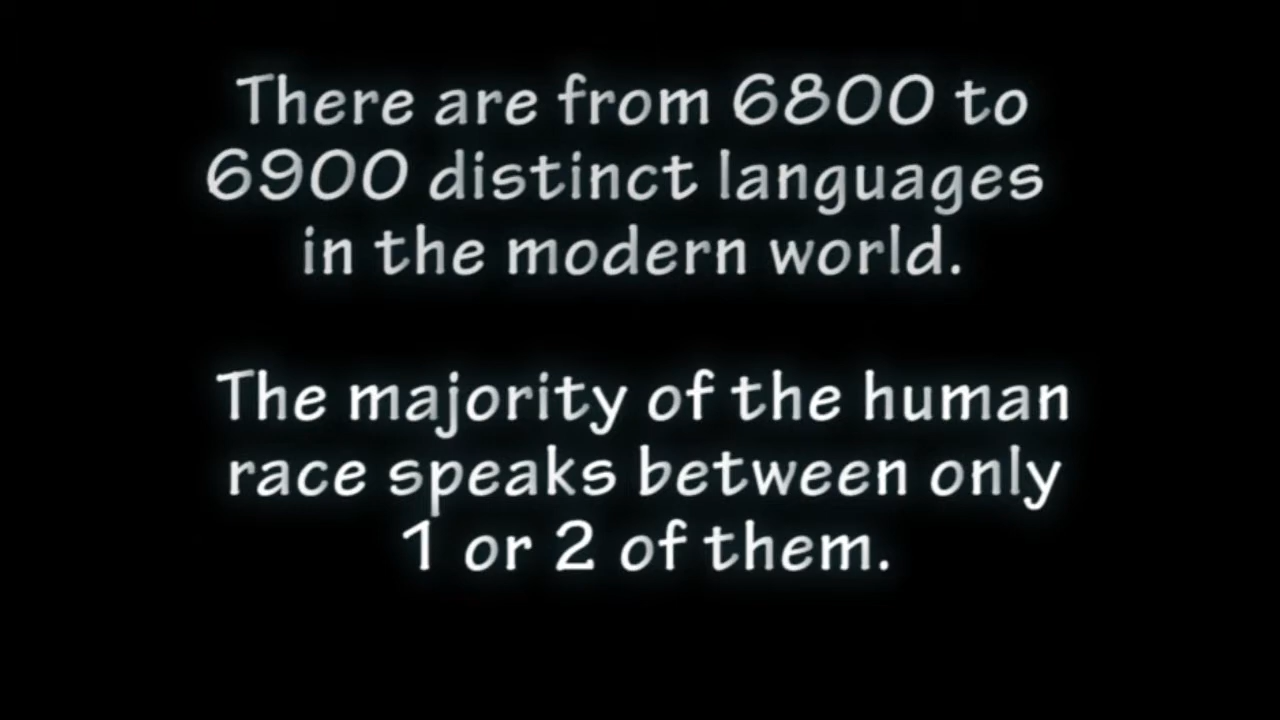 There are from 6800 to
6900 distinct languages
in the modern world.
The majority of the human
race speaks between only
1 or 2 of them.